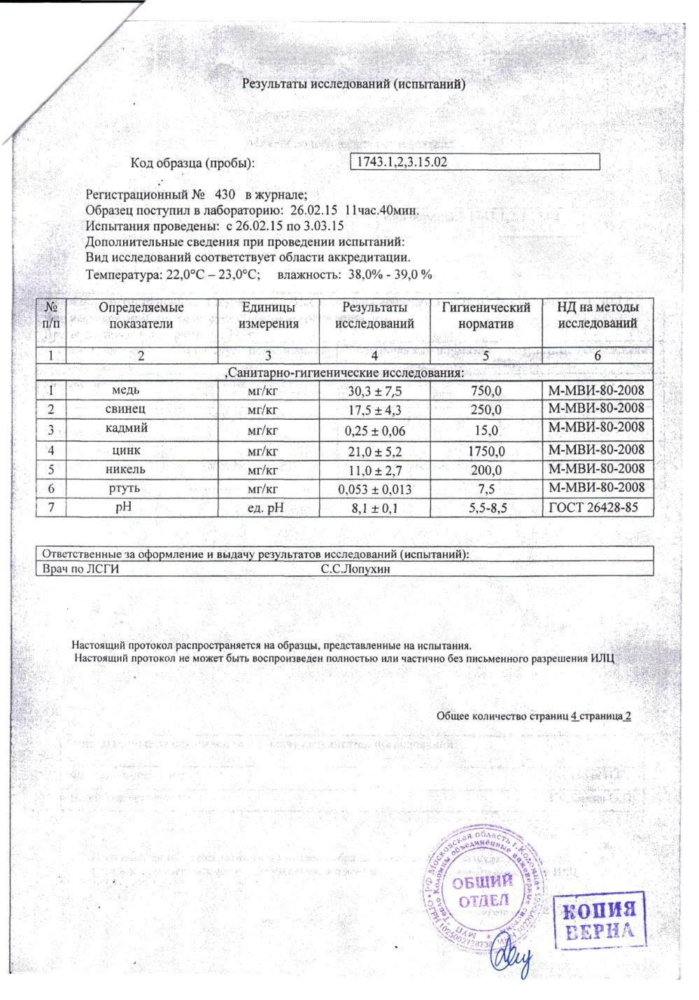 Результаты исследований (испытаний)
Код образца (пробы): 1743.1,2,3.15.02
Регистрационный № 430 в журнале;
Образец поступил в лабораторию: 26.02.15 11час.40мин.
Испытания проведены: с 26.02.15 по 3.03.15
Дополнительные сведения при проведении испытаний:
Вид исследований соответствует области аккредитации.
Температура: 22,0°С – 23,0°С; влажность: 38,0% - 39,0 %
№ п/п Определяемые показатели Единицы измерения Результаты исследований Гигиенический норматив НД на методы исследований
1 2 3 4 5 6
,Санитарно-гигиенические исследования:
1 медь мг/кг 30,3 ± 7,5 750,0 М-МВИ-80-2008
2 свинец мг/кг 17,5 ± 4,3 250,0 М-МВИ-80-2008
3 кадмий мг/кг 0,25 ± 0,06 15,0 М-МВИ-80-2008
4 цинк мг/кг 21,0 ± 5,2 1750,0 М-МВИ-80-2008
5 никель мг/кг 11,0 ± 2,7 200,0 М-МВИ-80-2008
6 ртуть мг/кг 0,053 ± 0,013 7,5 М-МВИ-80-2008
7 рН ед. рН 8,1 ± 0,1 5,5-8,5 ГОСТ 26428-85
Ответственные за оформление и выдачу результатов исследований (испытаний):
Врач по ЛСГИ С.С.Лопухин
Настоящий протокол распространяется на образцы, представленные на испытания.
Настоящий протокол не может быть воспроизведен полностью или частично без письменного разрешения ИЛЦ
Общее количество страниц 4 страница 2
РФ Московская область г.Коломна
МУП Тепло Коломны объединённые инженерные системы
ОБЩИЙ
ОТДЕЛ
КОПИЯ
ВЕРНА